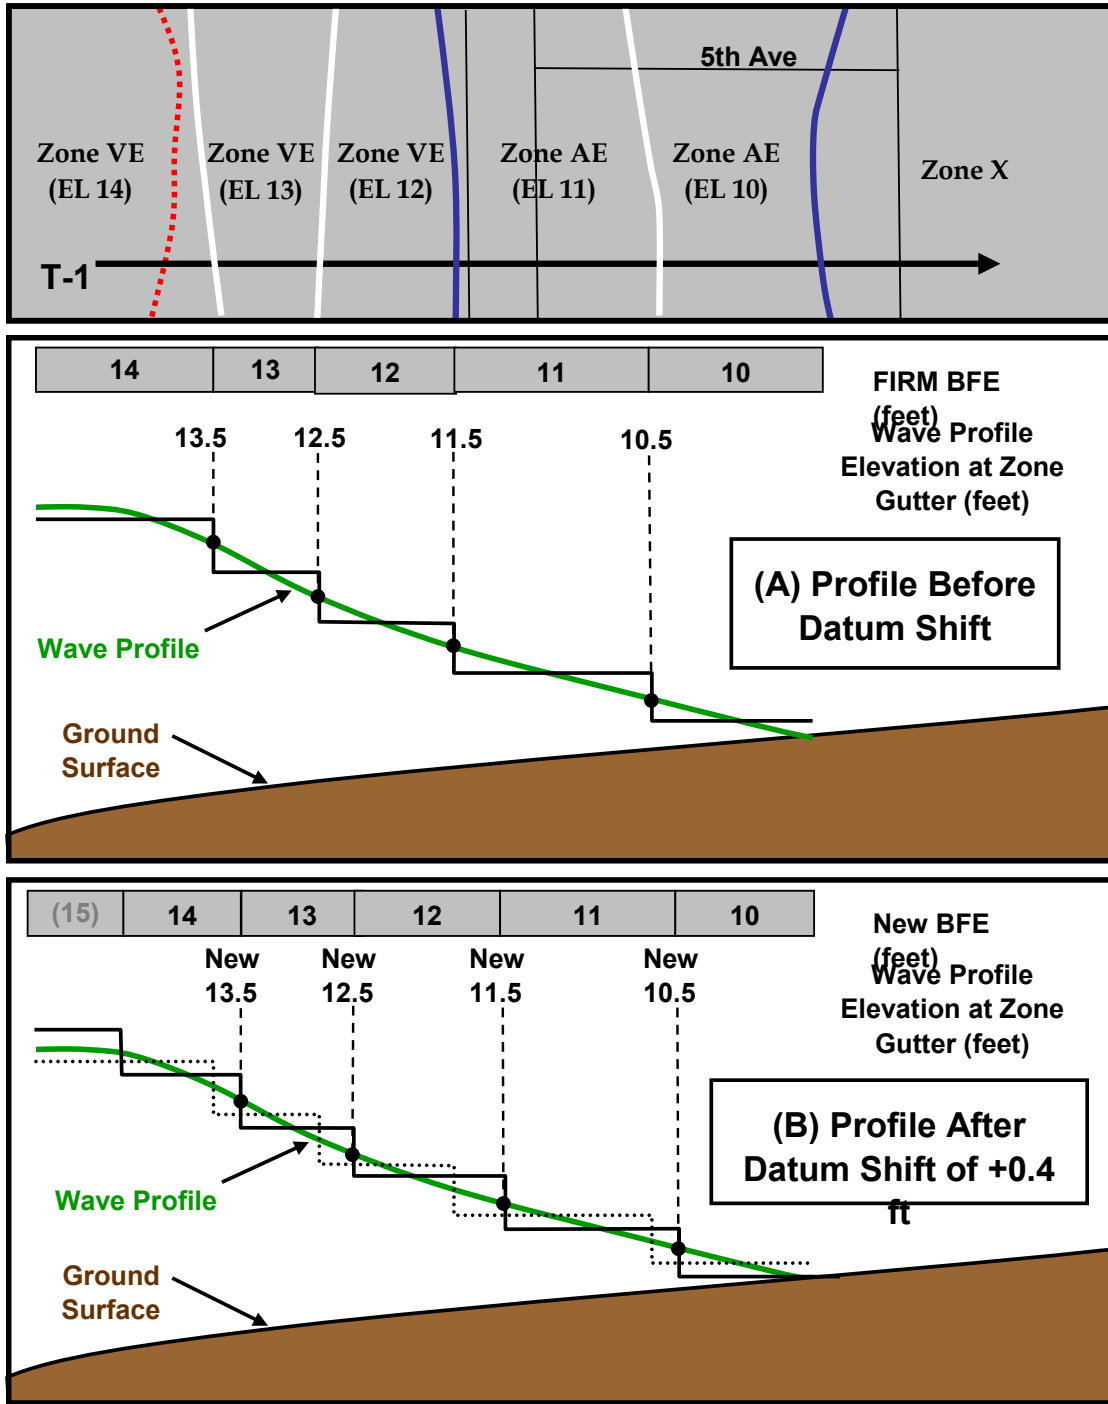 5th Ave
Zone VE
(EL 14)
Zone VE
(EL 13)
Zone VE
(EL 12)
Zone AE
(EL 11)
Zone AE
(EL 10)
Zone X
T-1
14 13 12 11 10
FIRM BFE
(feet)
13.5 12.5 11.5 10.5
Wave Profile
Elevation at Zone
Gutter (feet)
(A) Profile Before
Datum Shift
Wave Profile
Ground
Surface
(15) 14 13 12 11 10
New BFE
(feet)
New New New New
13.5 12.5 11.5 10.5
Wave Profile
Elevation at Zone
Gutter (feet)
(B) Profile After
Datum Shift of +0.4
ft
Wave Profile
Ground
Surface